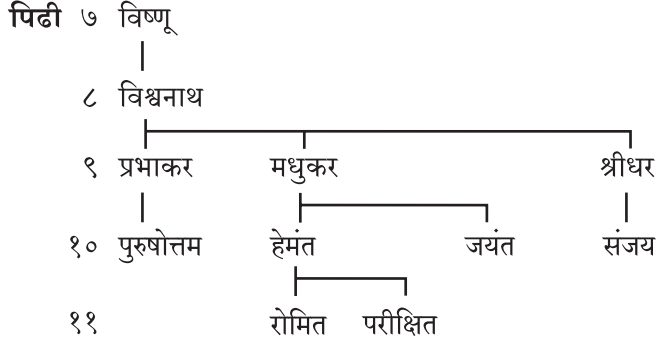 पिढी ७ विष्णू
८ विश्वनाथ
९ प्रभाकर मधुकर श्रीधर
१० पुरुषोत्तम हेमंत जयंत संजय
११ रोमित परीक्षित